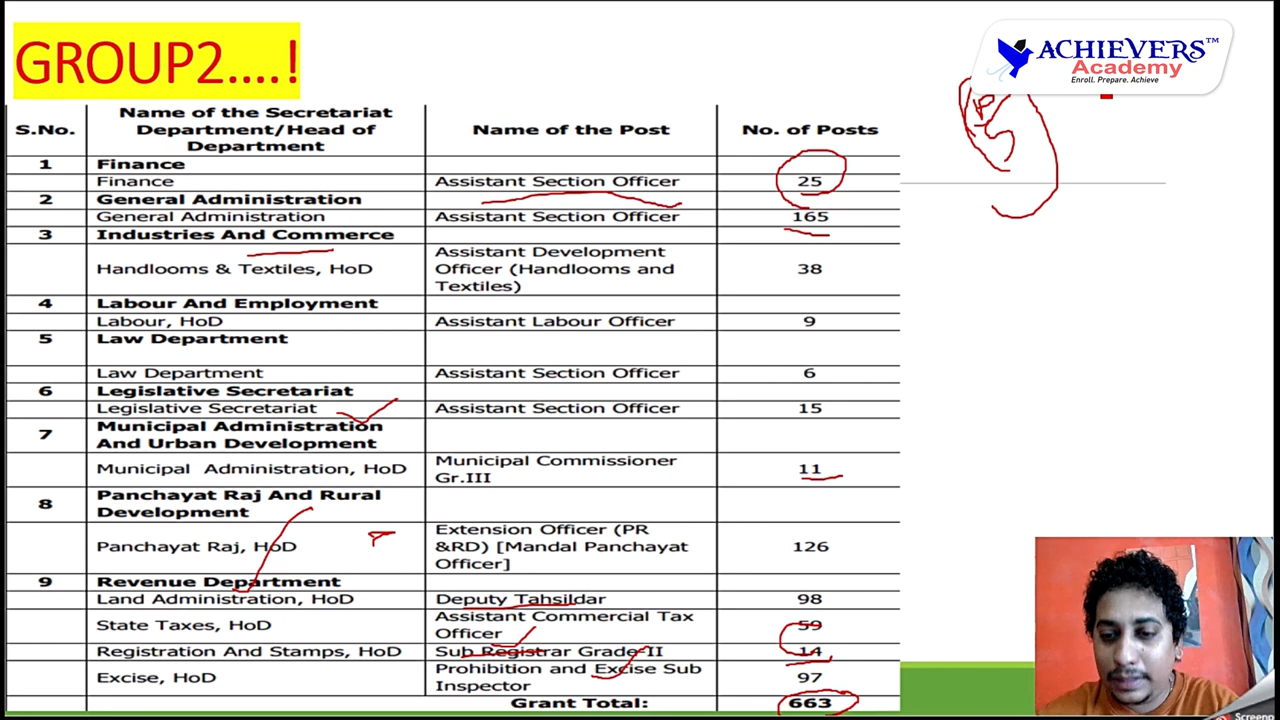 GROUP2....!
ACHIEVERS™
Academy
Enroll. Prepare. Achieve
S.No.
Name of the Secretariat
Department/Head of
Department
Name of the Post
No. of Posts
1 Finance
Finance Assistant Section Officer 25
2 General Administration
General Administration Assistant Section Officer 165
3 Industries And Commerce
Handlooms & Textiles, HoD
Assistant Development
Officer (Handlooms and
Textiles)
38
4 Labour And Employment
Labour, HoD Assistant Labour Officer 9
5 Law Department
Law Department Assistant Section Officer 6
6 Legislative Secretariat
Legislative Secretariat Assistant Section Officer 15
7
Municipal Administration
And Urban Development
Municipal Administration, HoD
Municipal Commissioner
Gr.III
11
8
Panchayat Raj And Rural
Development
Panchayat Raj, HoD
Extension Officer (PR
&RD) [Mandal Panchayat
Officer]
126
9 Revenue Department
Land Administration, HoD Deputy Tahsildar 98
State Taxes, HoD
Assistant Commercial Tax
Officer
59
Registration And Stamps, HoD Sub Registrar Grade II 14
Excise, HoD
Prohibition and Excise Sub
Inspector
97
Grant Total: 663